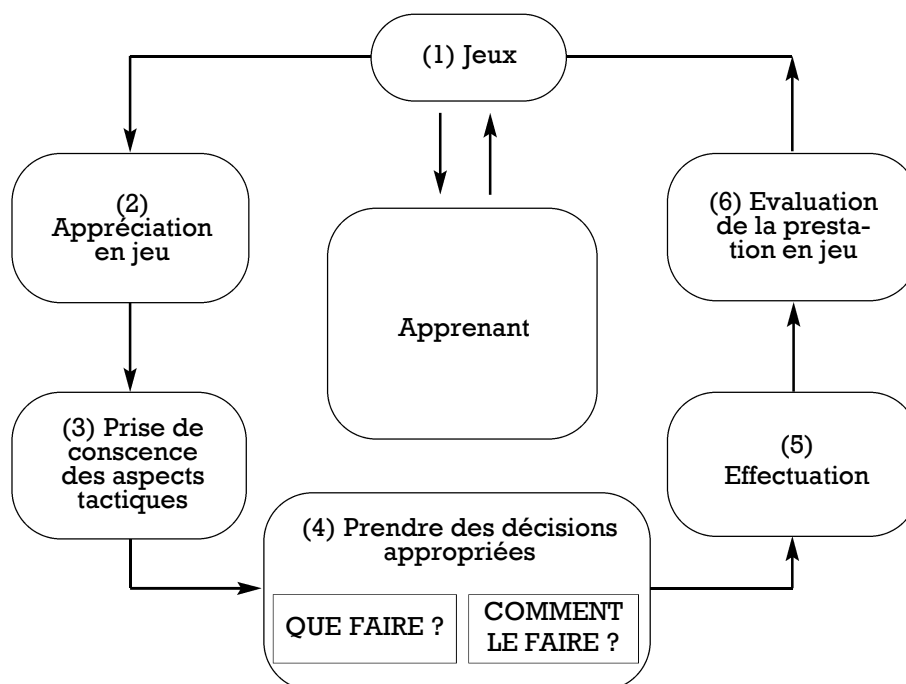 (1) Jeux
(2)
Appréciation
en jeu
(6) Evaluation
de la presta-
tion en jeu
Apprenant
(3) Prise de
conscence
des aspects
tactiques
(5)
Effectuation
(4) Prendre des décisions
appropriées
QUE FAIRE ?
COMMENT
LE FAIRE ?